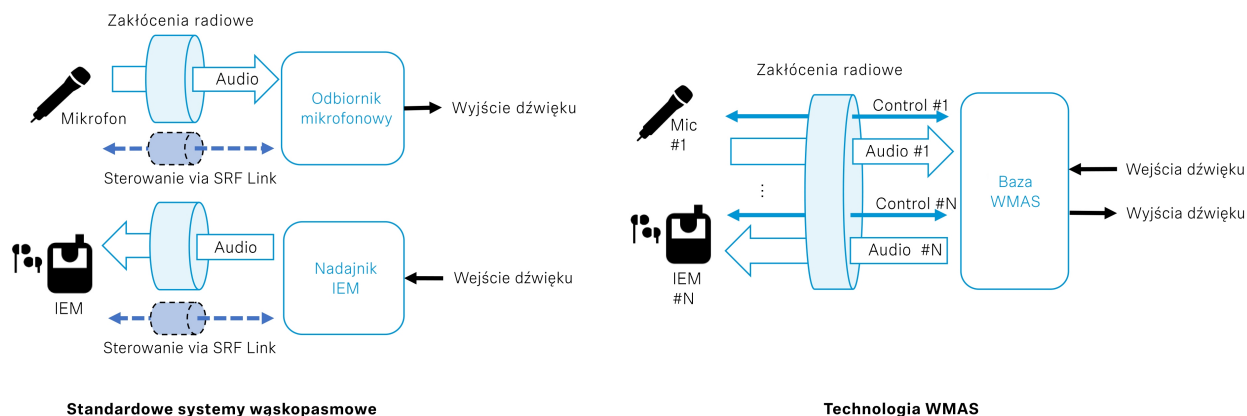 Zakłócenia radiowe
Audio
Mikrofon
Odbiornik
mikrofonowy
Wyjście dźwięku
Sterowanie via SRF Link
Audio
IEM
Nadajnik
IEM
Wejście dźwięku
Sterowanie via SRF Link
Standardowe systemy wąskopasmowe
Zakłócenia radiowe
Mic
#1
Control #1
Audio #1
⋮
Control #N
Audio #N
IEM
#N
Baza
WMAS
Wejścia dźwięku
Wyjścia dźwięku
Technologia WMAS